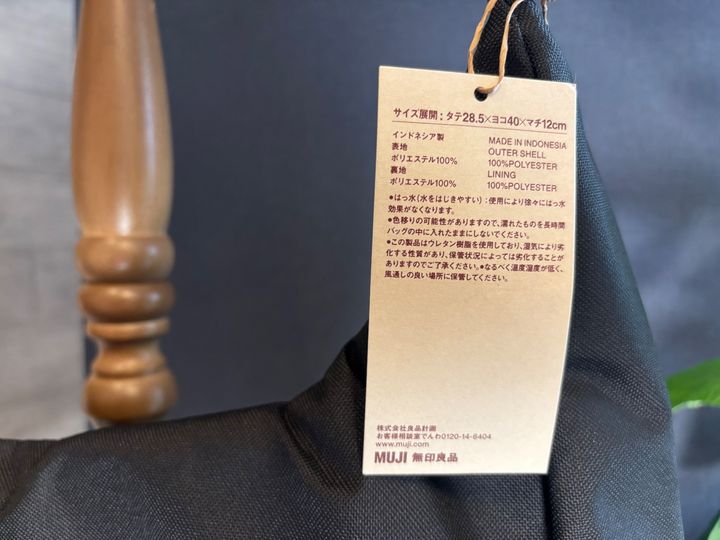 サイズ展開：タテ28.5×ヨコ40×マチ12cm
インドネシア製 MADE IN INDONESIA
表地 OUTER SHELL
ポリエステル100% 100%POLYESTER
裏地 LINING
ポリエステル100% 100%POLYESTER
●はっ水（水をはじきやすい）：使用により徐々にはっ水
効果がなくなります。
●色移りの可能性がありますので、濡れたものを長時間
バッグの中に入れたままにしないでください。
●この製品はウレタン樹脂を使用しており、湿気により劣
化する性質があり、保管状況によっては劣化することが
ありますのでご了承ください。●なるべく温度湿度が低く、
風通しの良い場所に保管してください。
株式会社良品計画
お客様相談室でんわ0120-14-6404
www.muji.com
MUJI 無印良品